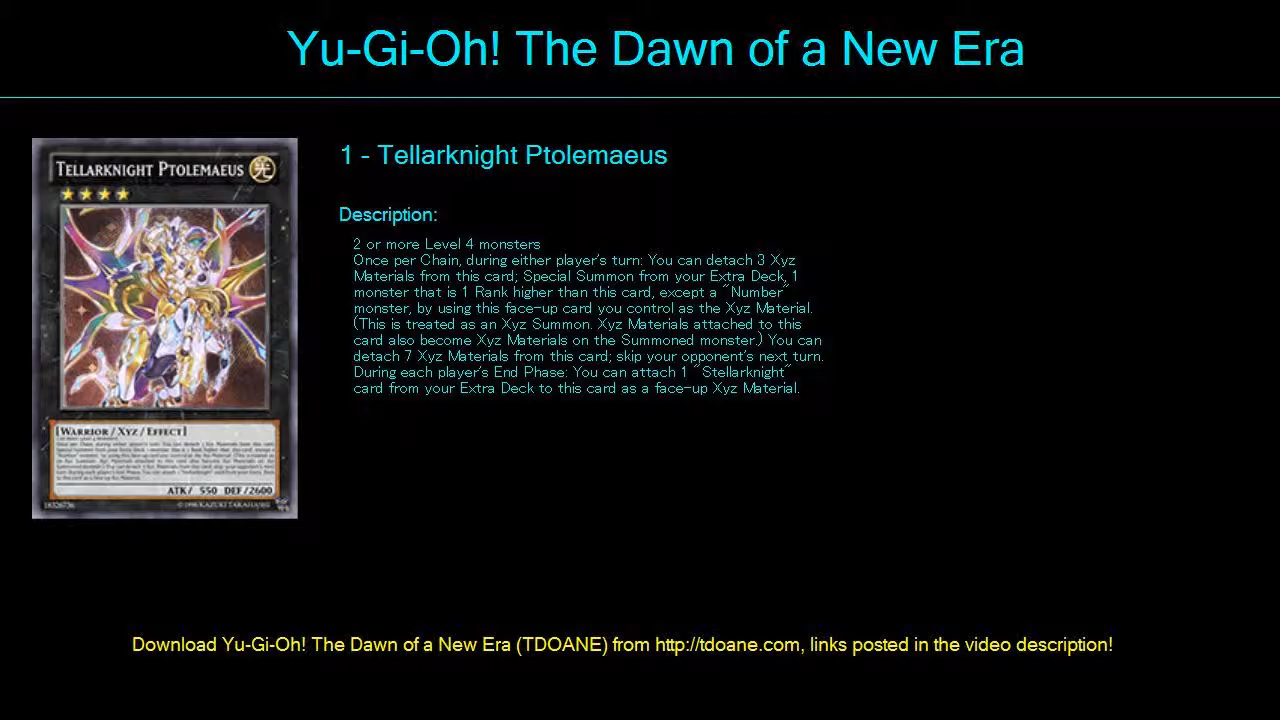 Yu-Gi-Oh! The Dawn of a New Era
TELLARKNIGHT PTOLEMAEUS 光
1 - Tellarknight Ptolemaeus
Description:
2 or more Level 4 monsters
Once per Chain, during either player's turn: You can detach 3 Xyz
Materials from this card; Special Summon from your Extra Deck, 1
monster that is 1 Rank higher than this card, except a "Number"
monster, by using this face-up card you control as the Xyz Material.
(This is treated as an Xyz Summon. Xyz Materials attached to this
card also become Xyz Materials on the Summoned monster.) You can
detach 7 Xyz Materials from this card; skip your opponent's next turn.
During each player's End Phase: You can attach 1 "Stellarknight"
card from your Extra Deck to this card as a face-up Xyz Material.
[WARRIOR / XYZ / EFFECT]
ATK/ 550 DEF/2600
©1996 KAZUKI TAKAHASHI
Download Yu-Gi-Oh! The Dawn of a New Era (TDOANE) from http://tdoane.com, links posted in the video description!